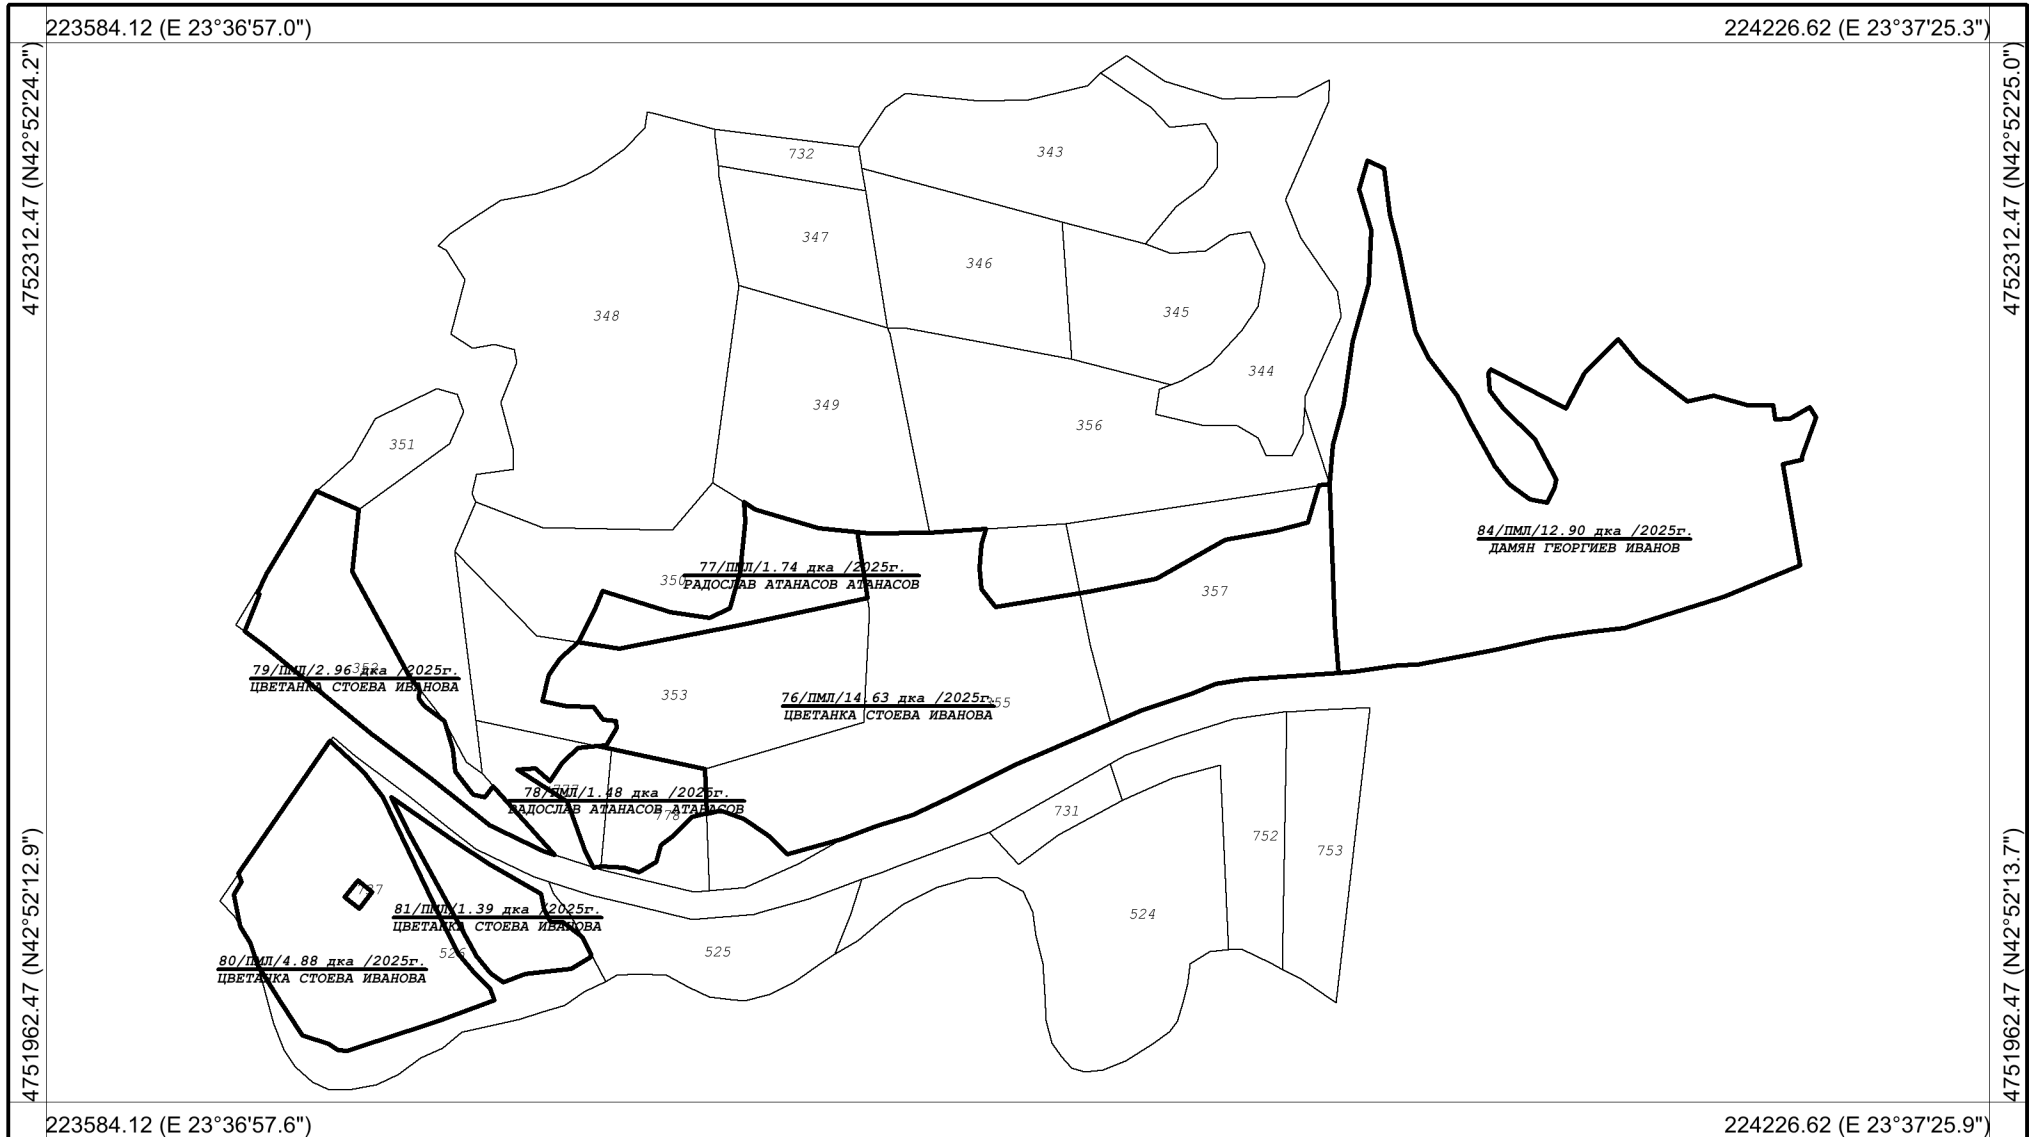 223584.12 (E 23°36'57.0")
224226.62 (E 23°37'25.3")
4752312.47 (N42°52'24.2")
4752312.47 (N42°52'25.0")
732
343
347
346
348
345
344
349
356
351
84/ПМЛ/12.90 дка /2025г.
ДАМЯН ГЕОРГИЕВ ИВАНОВ
77/ПМЛ/1.74 дка /2025г.
350
РАДОСЛАВ АТАНАСОВ АТАНАСОВ
357
79/ПМЛ/2.96 дка /2025г.
ЦВЕТАНКА СТОЕВА ИВАНОВА
353
76/ПМЛ/14.63 дка /2025г.
ЦВЕТАНКА СТОЕВА ИВАНОВА
78/ПМЛ/1.48 дка /2025г.
РАДОСЛАВ АТАНАСОВ АТАНАСОВ
778
731
752
753
81/ПМЛ/1.39 дка /2025г.
ЦВЕТАНКА СТОЕВА ИВАНОВА
524
525
80/ПМЛ/4.88 дка /2025г.
ЦВЕТАНКА СТОЕВА ИВАНОВА
4751962.47 (N42°52'12.9")
4751962.47 (N42°52'13.7")
223584.12 (E 23°36'57.6")
224226.62 (E 23°37'25.9")